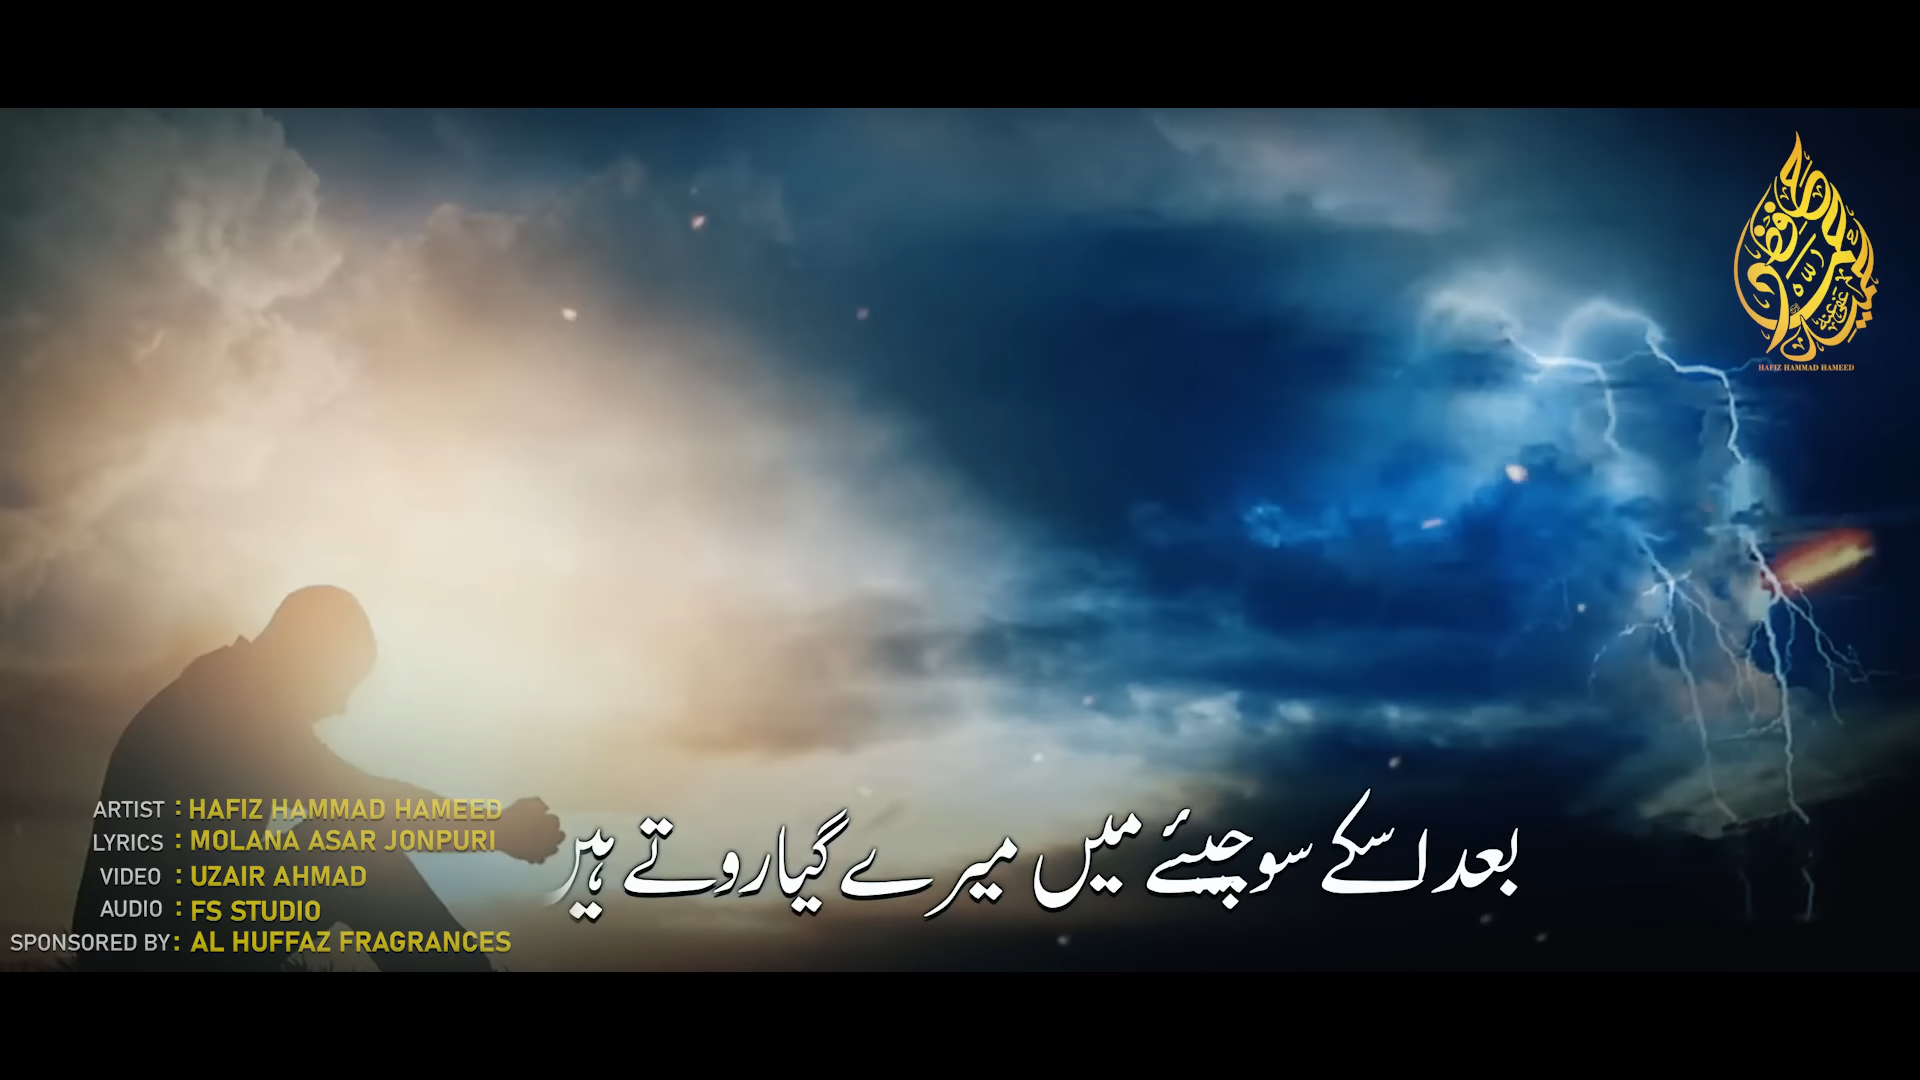 HAFIZ HAMMAD HAMEED
ARTIST : HAFIZ HAMMAD HAMEED
LYRICS : MOLANA ASAR JONPURI
VIDEO : UZAIR AHMAD
AUDIO : FS STUDIO
SPONSORED BY: AL HUFFAZ FRAGRANCES
بعد اسکے سوچیئے میں میرے گیا روتے ہیں